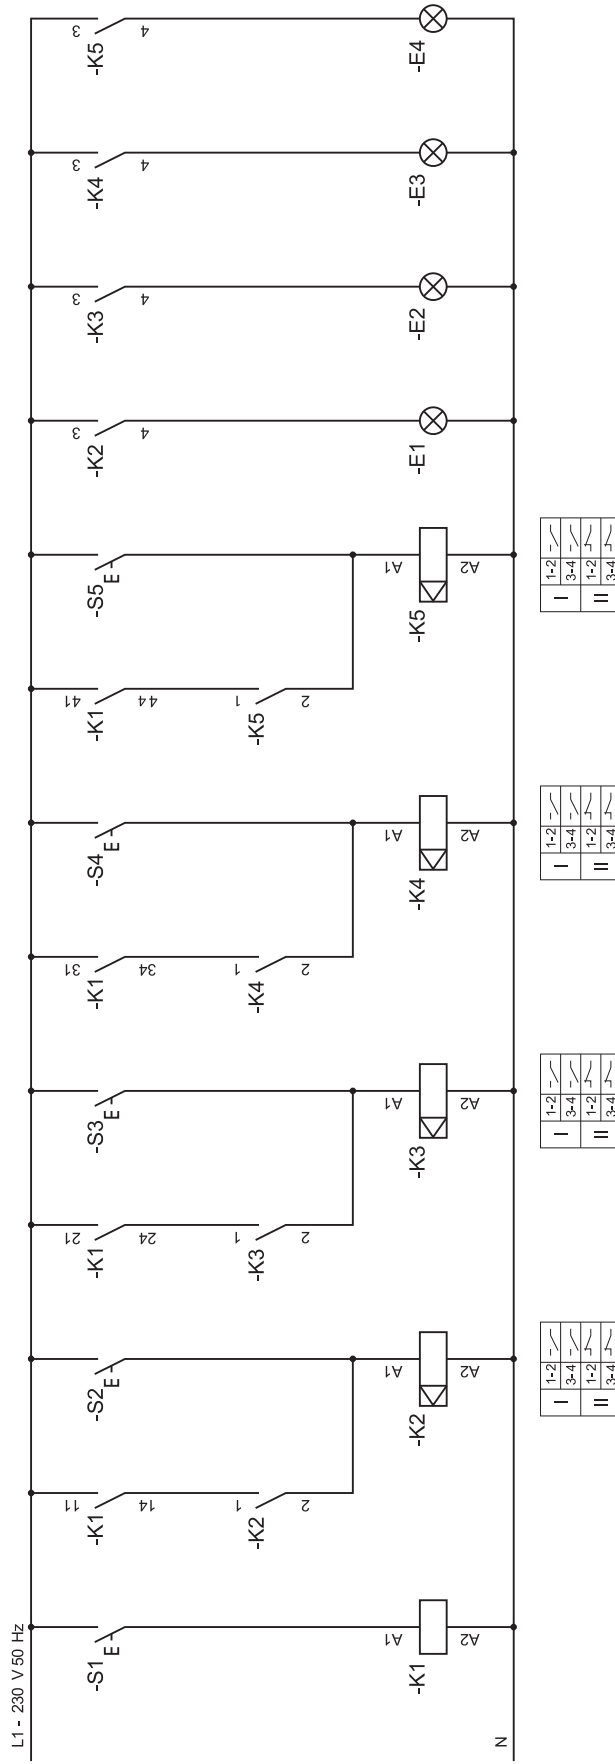 L1 - 230 V 50 Hz
-S1
A1
-K1
A2
11
-K1
14
1
-K2
2
-S2
A1
-K2
A2
21
-K1
24
1
-K3
2
-S3
A1
-K3
A2
31
-K1
34
1
-K4
2
-S4
A1
-K4
A2
41
-K1
44
1
-K5
2
-S5
A1
-K5
A2
3
-K2
4
-E1
3
-K3
4
-E2
3
-K4
4
-E3
3
-K5
4
-E4
N
I 1-2
3-4
II 1-2
3-4
I 1-2
3-4
II 1-2
3-4
I 1-2
3-4
II 1-2
3-4
I 1-2
3-4
II 1-2
3-4